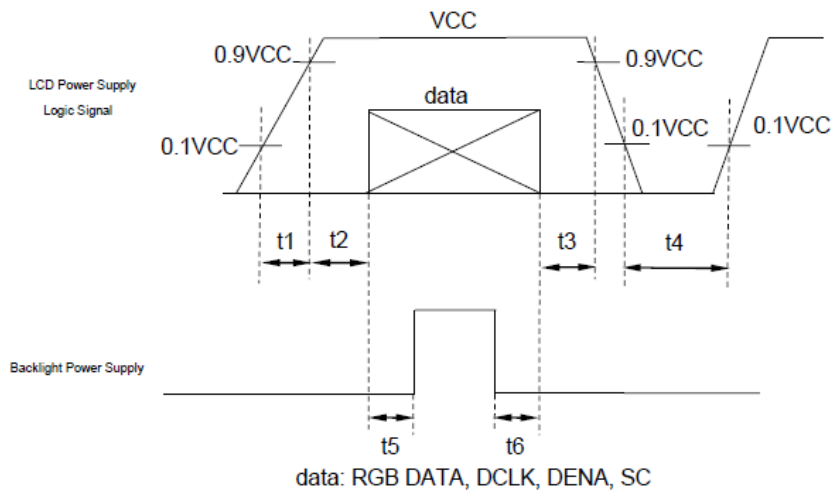 VCC
0.9VCC
0.9VCC
LCD Power Supply
Logic Signal
data
0.1VCC
0.1VCC
0.1VCC
t1
t2
t3
t4
Backlight Power Supply
t5
t6
data: RGB DATA, DCLK, DENA, SC